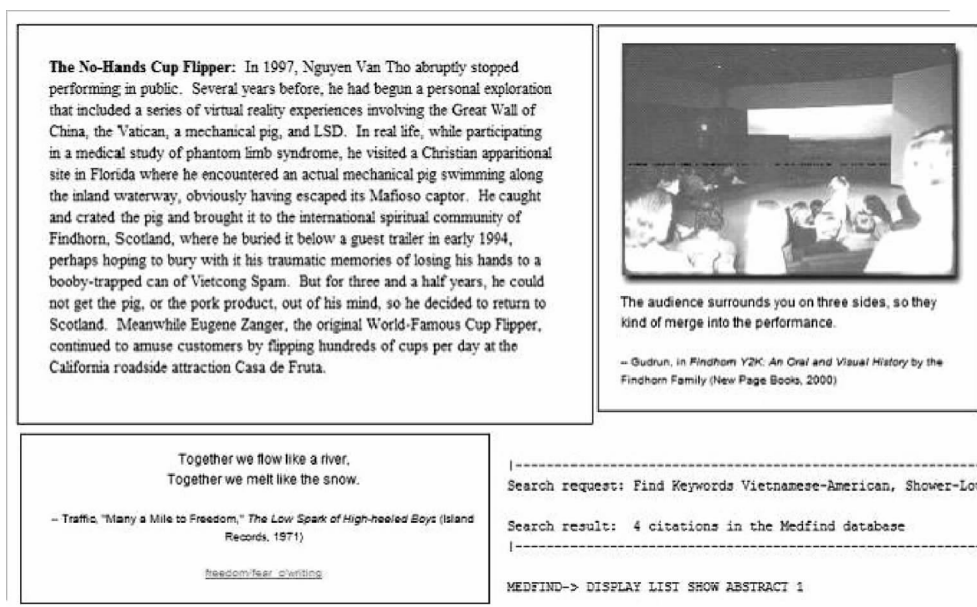 The No-Hands Cup Flipper: In 1997, Nguyen Van Tho abruptly stopped
performing in public. Several years before, he had begun a personal exploration
that included a series of virtual reality experiences involving the Great Wall of
China, the Vatican, a mechanical pig, and LSD. In real life, while participating
in a medical study of phantom limb syndrome, he visited a Christian apparitional
site in Florida where he encountered an actual mechanical pig swimming along
the inland waterway, obviously having escaped its Mafioso captor. He caught
and crated the pig and brought it to the international spiritual community of
Findhorn, Scotland, where he buried it below a guest trailer in early 1994,
perhaps hoping to bury with it his traumatic memories of losing his hands to a
booby-trapped can of Vietcong Spam. But for three and a half years, he could
not get the pig, or the pork product, out of his mind, so he decided to return to
Scotland. Meanwhile Eugene Zanger, the original World-Famous Cup Flipper,
continued to amuse customers by flipping hundreds of cups per day at the
California roadside attraction Casa de Fruta.
The audience surrounds you on three sides, so they
kind of merge into the performance.
-- Gudrun, in Findhorn Y2K: An Oral and Visual History by the
Findhorn Family (New Page Books, 2000)
Together we flow like a river,
Together we melt like the snow.
-- Traffic, "Many a Mile to Freedom," The Low Spark of High-heeled Boys (Island
Records, 1971)
freedom/fear o'writing
|--------------------------------------------------
Search request: Find Keywords Vietnamese-American, Shower-Lo
Search result: 4 citations in the Medfind database
|--------------------------------------------------
MEDFIND-> DISPLAY LIST SHOW ABSTRACT 1